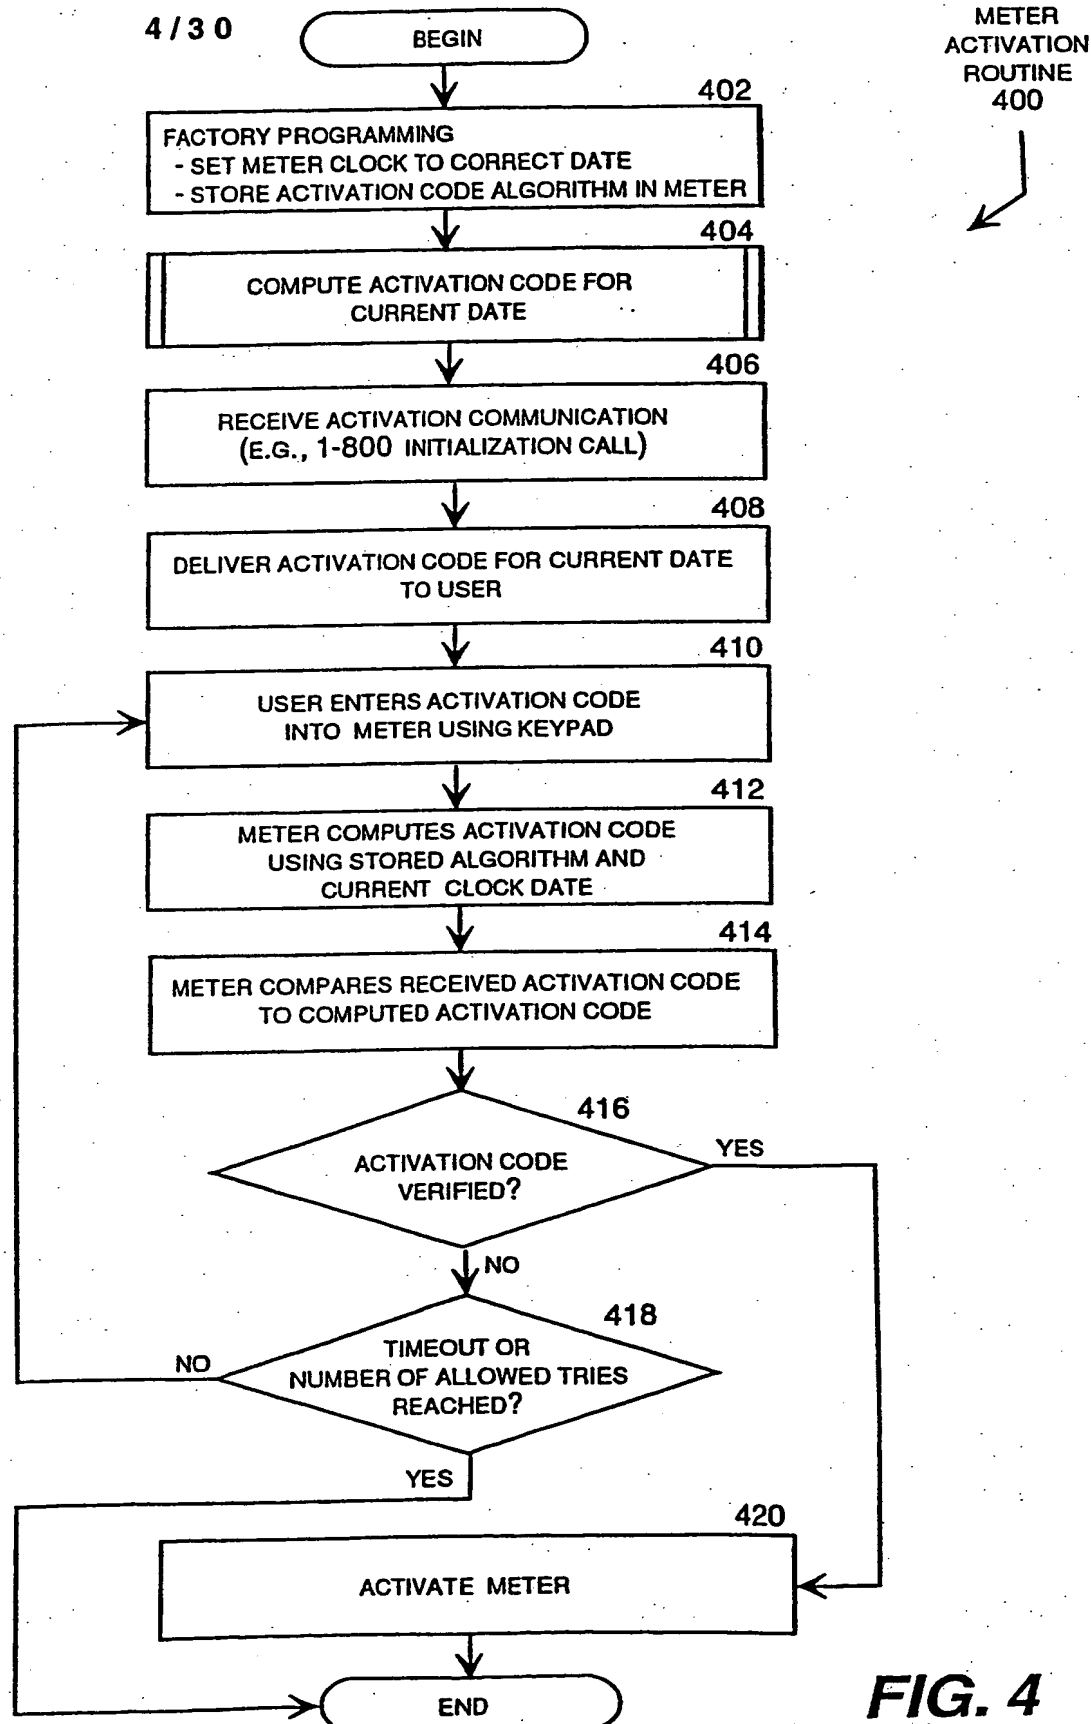 4/30
BEGIN
METER
ACTIVATION
ROUTINE
400
402
FACTORY PROGRAMMING
- SET METER CLOCK TO CORRECT DATE
- STORE ACTIVATION CODE ALGORITHM IN METER
404
COMPUTE ACTIVATION CODE FOR
CURRENT DATE
406
RECEIVE ACTIVATION COMMUNICATION
(E.G., 1-800 INITIALIZATION CALL)
408
DELIVER ACTIVATION CODE FOR CURRENT DATE
TO USER
410
USER ENTERS ACTIVATION CODE
INTO METER USING KEYPAD
412
METER COMPUTES ACTIVATION CODE
USING STORED ALGORITHM AND
CURRENT CLOCK DATE
414
METER COMPARES RECEIVED ACTIVATION CODE
TO COMPUTED ACTIVATION CODE
416
ACTIVATION CODE
VERIFIED?
YES
NO
418
TIMEOUT OR
NUMBER OF ALLOWED TRIES
REACHED?
NO
YES
420
ACTIVATE METER
END
FIG. 4